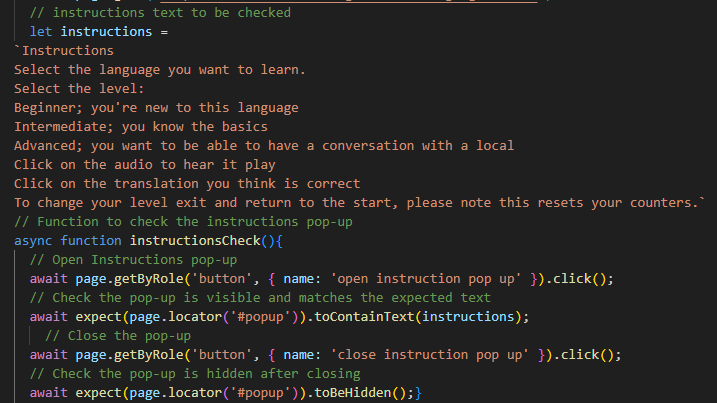 // instructions text to be checked
let instructions =
`Instructions
Select the language you want to learn.
Select the level:
Beginner; you're new to this language
Intermediate; you know the basics
Advanced; you want to be able to have a conversation with a local
Click on the audio to hear it play
Click on the translation you think is correct
To change your level exit and return to the start, please note this resets your counters.`
// Function to check the instructions pop-up
async function instructionsCheck(){
// Open Instructions pop-up
await page.getByRole('button', { name: 'open instruction pop up' }).click();
// Check the pop-up is visible and matches the expected text
await expect(page.locator('#popup')).toContainText(instructions);
// Close the pop-up
await page.getByRole('button', { name: 'close instruction pop up' }).click();
// Check the pop-up is hidden after closing
await expect(page.locator('#popup')).toBeHidden();}